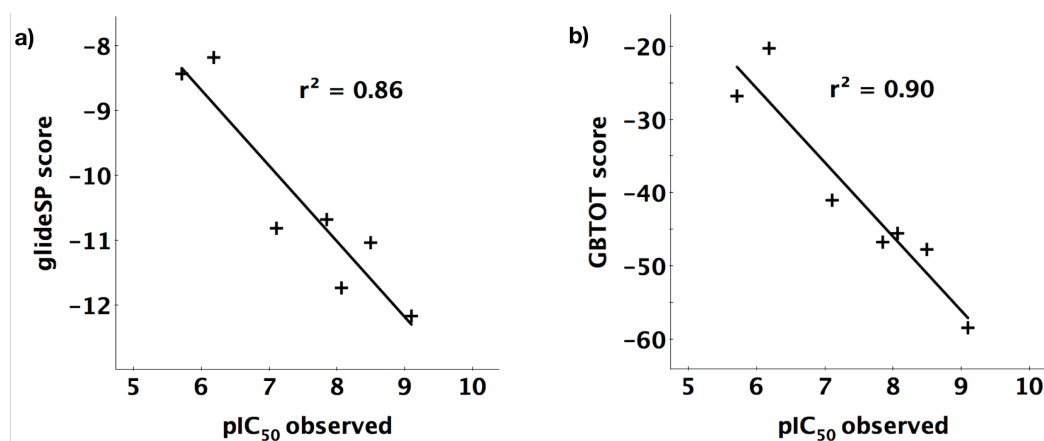 a)
glideSP score
−8
−9
−10
−11
−12
r² = 0.86
5 6 7 8 9 10
pIC₅₀ observed
b)
GBTOT score
−20
−30
−40
−50
−60
r² = 0.90
5 6 7 8 9 10
pIC₅₀ observed